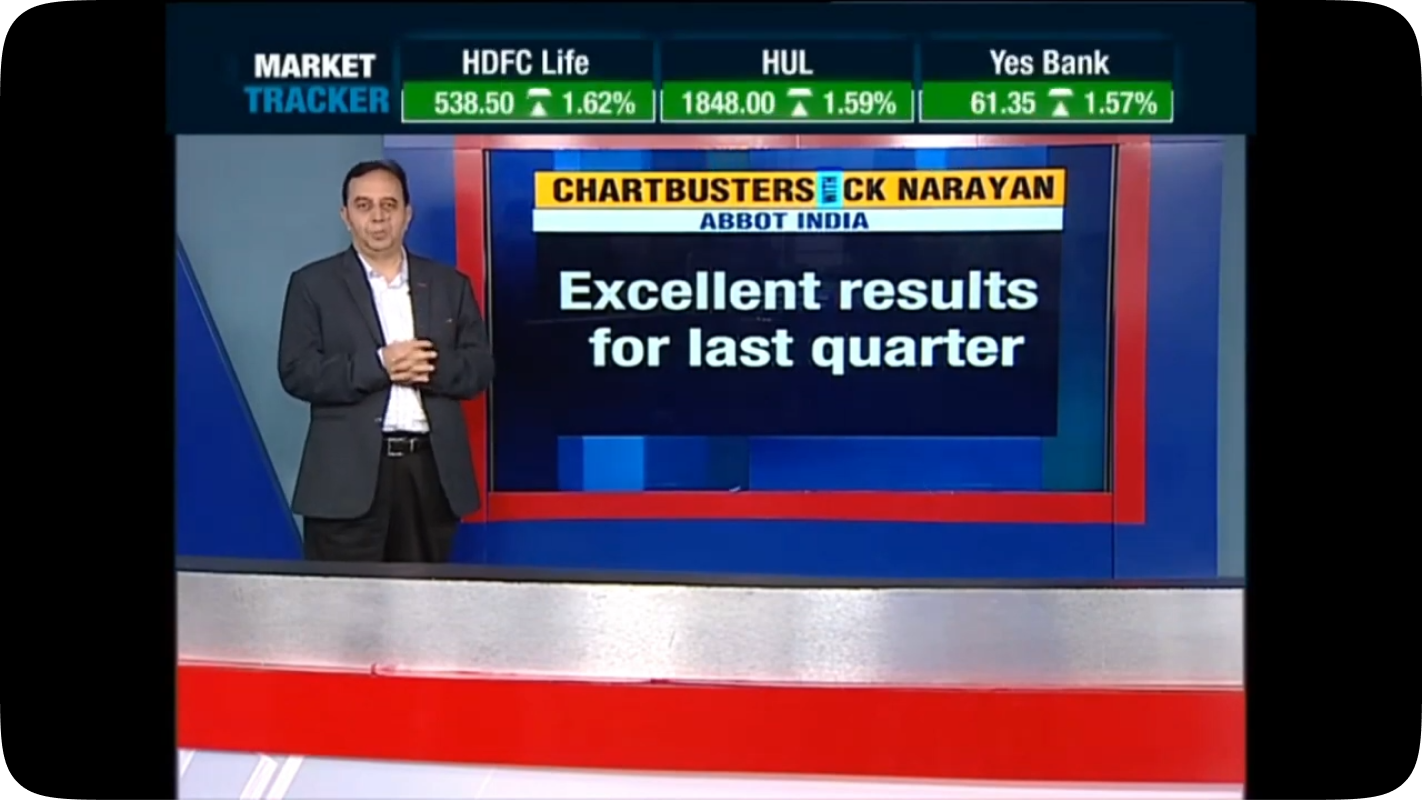 MARKET
TRACKER
HDFC Life
538.50 1.62%
HUL
1848.00 1.59%
Yes Bank
61.35 1.57%
CHARTBUSTERS WITH CK NARAYAN
ABBOT INDIA
Excellent results
for last quarter